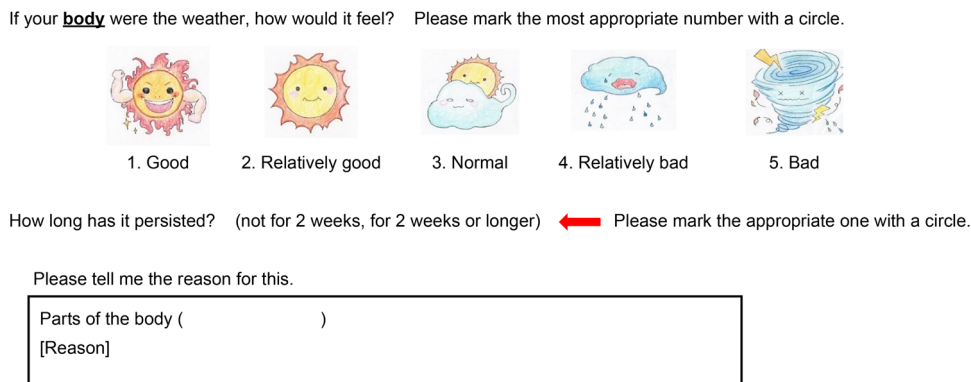 If your body were the weather, how would it feel? Please mark the most appropriate number with a circle.
1. Good 2. Relatively good 3. Normal 4. Relatively bad 5. Bad
How long has it persisted? (not for 2 weeks, for 2 weeks or longer) Please mark the appropriate one with a circle.
Please tell me the reason for this.
Parts of the body ( )
[Reason]